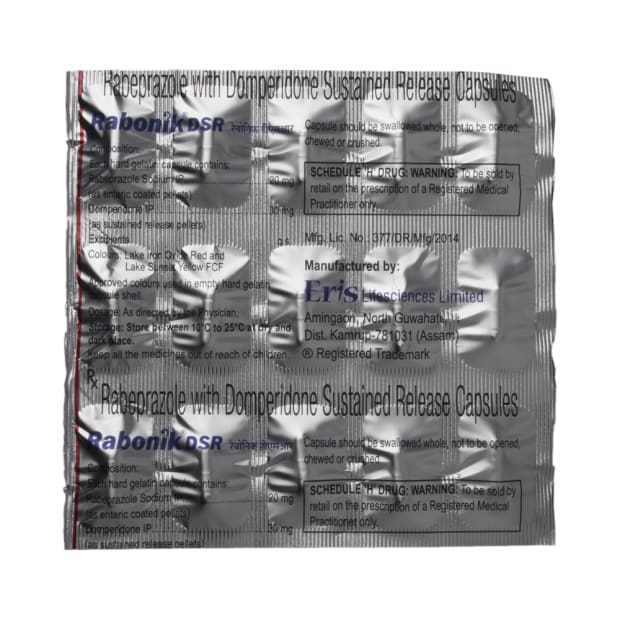 Rabeprazole with Domperidone Sustained Release Capsules
Rabonik DSR रेबोनिक डीएसआर
Composition:
Each hard gelatin capsule contains:
Rabeprazole Sodium IP 20 mg
(as enteric coated pellets)
Domperidone IP 30 mg
(as sustained release pellets)
Excipients q.s.
Colours: Lake Iron Oxide Red and
Lake Sunset Yellow FCF
Approved colours used in empty hard gelatin
capsule shell.
Dosage: As directed by the Physician.
Storage: Store between 10°C to 25°C at dry and
dark place.
Keep all the medicines out of reach of children.
Capsule should be swallowed whole, not to be opened,
chewed or crushed.
SCHEDULE 'H' DRUG: WARNING: To be sold by
retail on the prescription of a Registered Medical
Practitioner only.
Mfg. Lic. No.: 377/DR/Mfg/2014
Manufactured by:
Eris Lifesciences Limited
Amingaon, North Guwahati,
Dist. Kamrup-781031 (Assam)
® Registered Trademark
Rx
Rabeprazole with Domperidone Sustained Release Capsules
Rabonik DSR रेबोनिक डीएसआर
Composition:
Each hard gelatin capsule contains:
Rabeprazole Sodium IP 20 mg
(as enteric coated pellets)
Domperidone IP 30 mg
(as sustained release pellets)
Capsule should be swallowed whole, not to be opened,
chewed or crushed.
SCHEDULE 'H' DRUG: WARNING: To be sold by
retail on the prescription of a Registered Medical
Practitioner only.